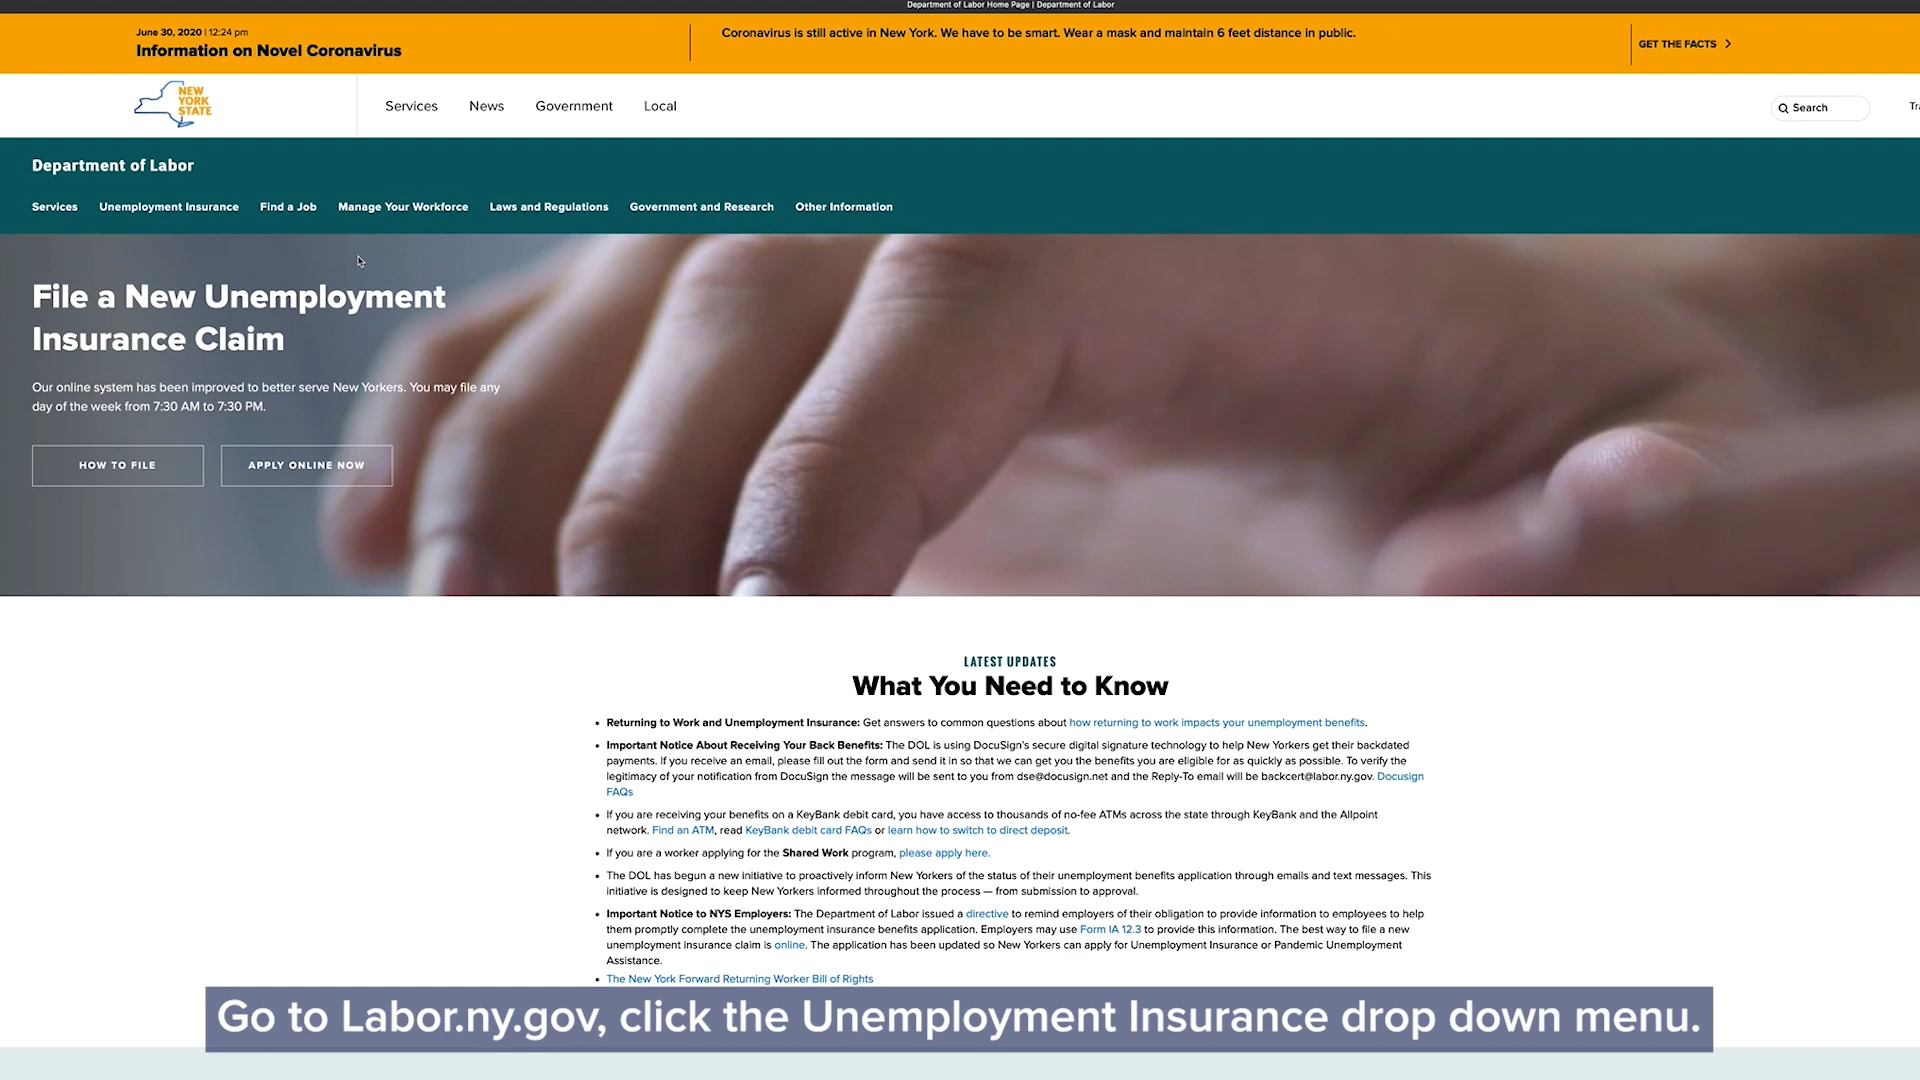 Department of Labor Home Page | Department of Labor
June 30, 2020 | 12:24 pm
Information on Novel Coronavirus
Coronavirus is still active in New York. We have to be smart. Wear a mask and maintain 6 feet distance in public.
GET THE FACTS
NEW
YORK
STATE
Services News Government Local
Search
Tra
Department of Labor
Services Unemployment Insurance Find a Job Manage Your Workforce Laws and Regulations Government and Research Other Information
File a New Unemployment
Insurance Claim
Our online system has been improved to better serve New Yorkers. You may file any
day of the week from 7:30 AM to 7:30 PM.
HOW TO FILE APPLY ONLINE NOW
LATEST UPDATES
What You Need to Know
• Returning to Work and Unemployment Insurance: Get answers to common questions about how returning to work impacts your unemployment benefits.
• Important Notice About Receiving Your Back Benefits: The DOL is using DocuSign's secure digital signature technology to help New Yorkers get their backdated
payments. If you receive an email, please fill out the form and send it in so that we can get you the benefits you are eligible for as quickly as possible. To verify the
legitimacy of your notification from DocuSign the message will be sent to you from dse@docusign.net and the Reply-To email will be backcert@labor.ny.gov. Docusign
FAQs
• If you are receiving your benefits on a KeyBank debit card, you have access to thousands of no-fee ATMs across the state through KeyBank and the Allpoint
network. Find an ATM, read KeyBank debit card FAQs or learn how to switch to direct deposit.
• If you are a worker applying for the Shared Work program, please apply here.
• The DOL has begun a new initiative to proactively inform New Yorkers of the status of their unemployment benefits application through emails and text messages. This
initiative is designed to keep New Yorkers informed throughout the process — from submission to approval.
• Important Notice to NYS Employers: The Department of Labor issued a directive to remind employers of their obligation to provide information to employees to help
them promptly complete the unemployment insurance benefits application. Employers may use Form IA 12.3 to provide this information. The best way to file a new
unemployment insurance claim is online. The application has been updated so New Yorkers can apply for Unemployment Insurance or Pandemic Unemployment
Assistance.
• The New York Forward Returning Worker Bill of Rights
Go to Labor.ny.gov, click the Unemployment Insurance drop down menu.